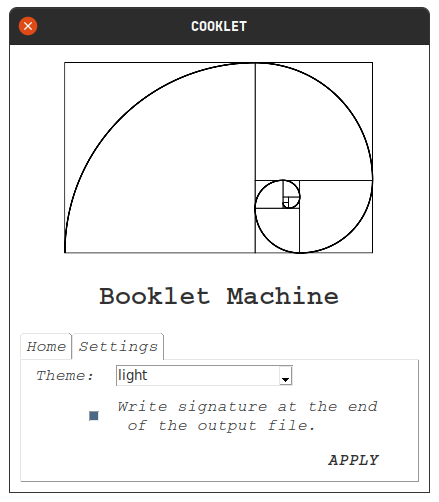 COOKLET
Booklet Machine
Home Settings
Theme: light
Write signature at the end
of the output file.
APPLY